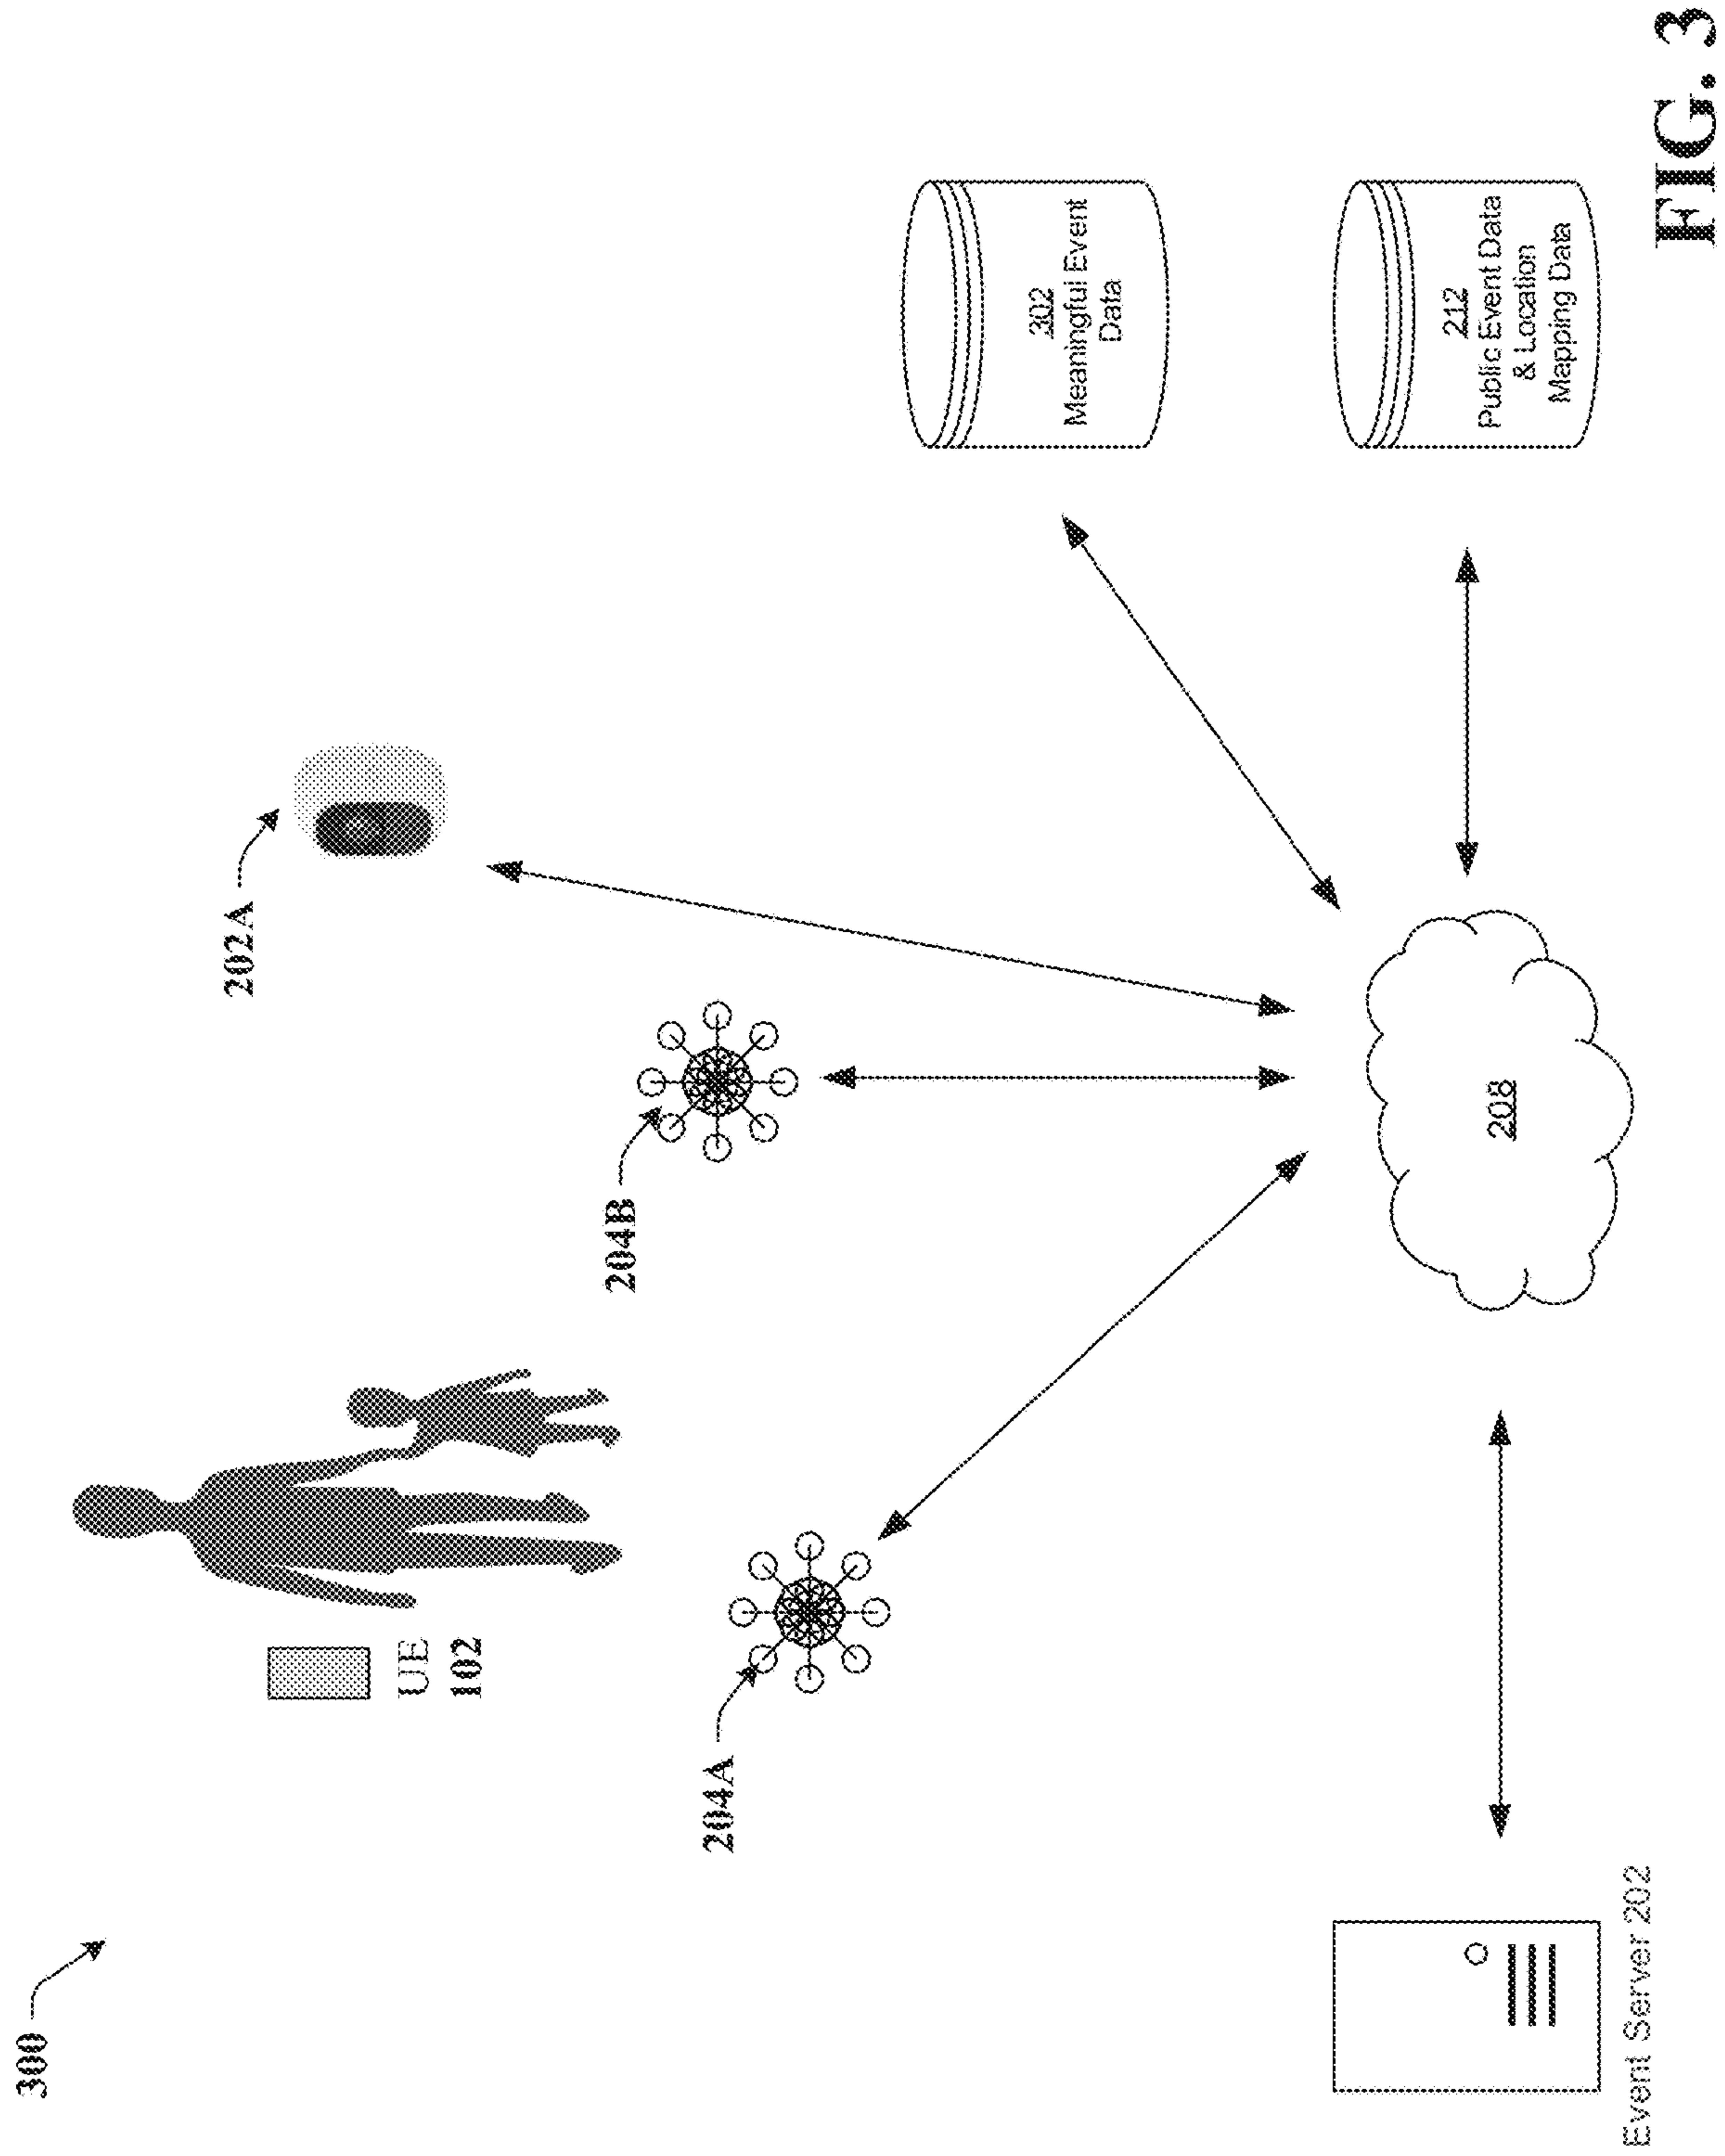 300
UE
102
202A
204B
204A
302
Meaningful Event
Data
208
212
Public Event Data
& Location
Mapping Data
Event Server 202
FIG. 3